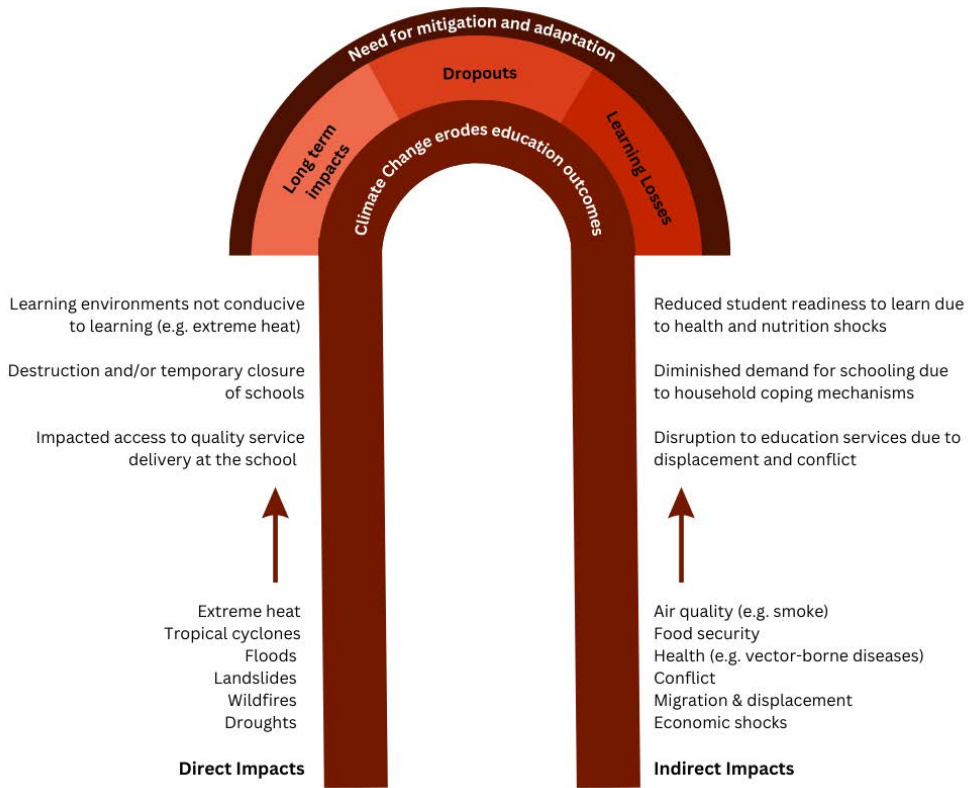 Need for mitigation and adaptation
Dropouts
Long term
impacts
Learning Losses
Climate Change erodes education outcomes
Learning environments not conducive
to learning (e.g. extreme heat)
Destruction and/or temporary closure
of schools
Impacted access to quality service
delivery at the school
Extreme heat
Tropical cyclones
Floods
Landslides
Wildfires
Droughts
Direct Impacts
Reduced student readiness to learn due
to health and nutrition shocks
Diminished demand for schooling due
to household coping mechanisms
Disruption to education services due to
displacement and conflict
Air quality (e.g. smoke)
Food security
Health (e.g. vector-borne diseases)
Conflict
Migration & displacement
Economic shocks
Indirect Impacts